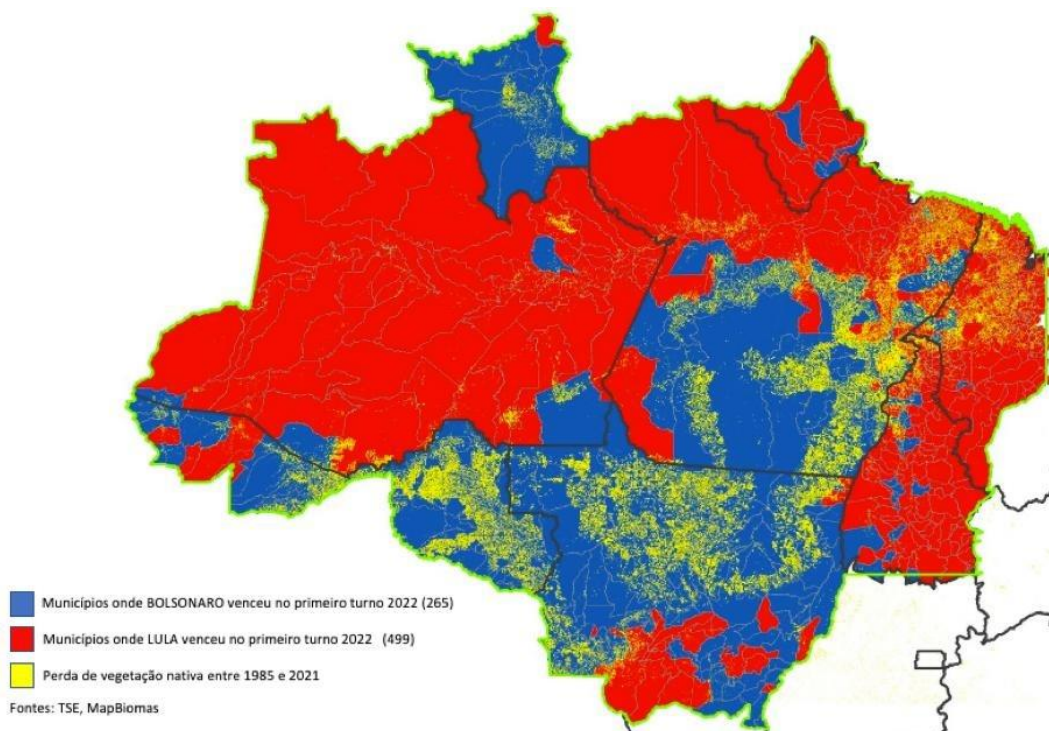 Municípios onde BOLSONARO venceu no primeiro turno 2022 (265)
Municípios onde LULA venceu no primeiro turno 2022 (499)
Perda de vegetação nativa entre 1985 e 2021
Fontes: TSE, MapBiomas